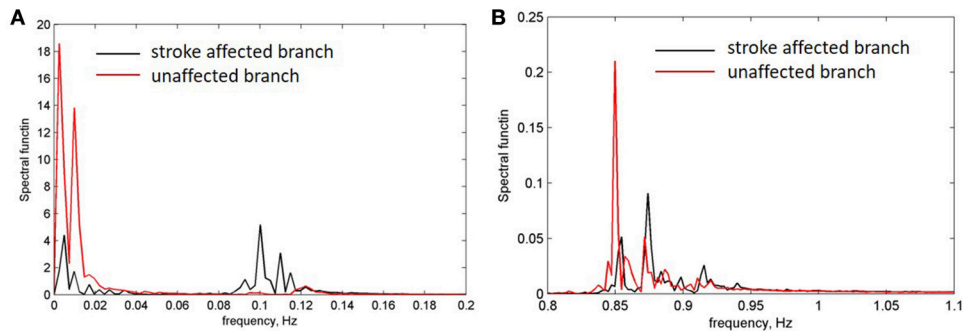 A
stroke affected branch
unaffected branch
Spectral functin
20
18
16
14
12
10
8
6
4
2
0
0 0.02 0.04 0.06 0.08 0.1 0.12 0.14 0.16 0.18 0.2
frequency, Hz
B
stroke affected branch
unaffected branch
Spectral functin
0.25
0.2
0.15
0.1
0.05
0
0.8 0.85 0.9 0.95 1 1.05 1.1
frequency, Hz